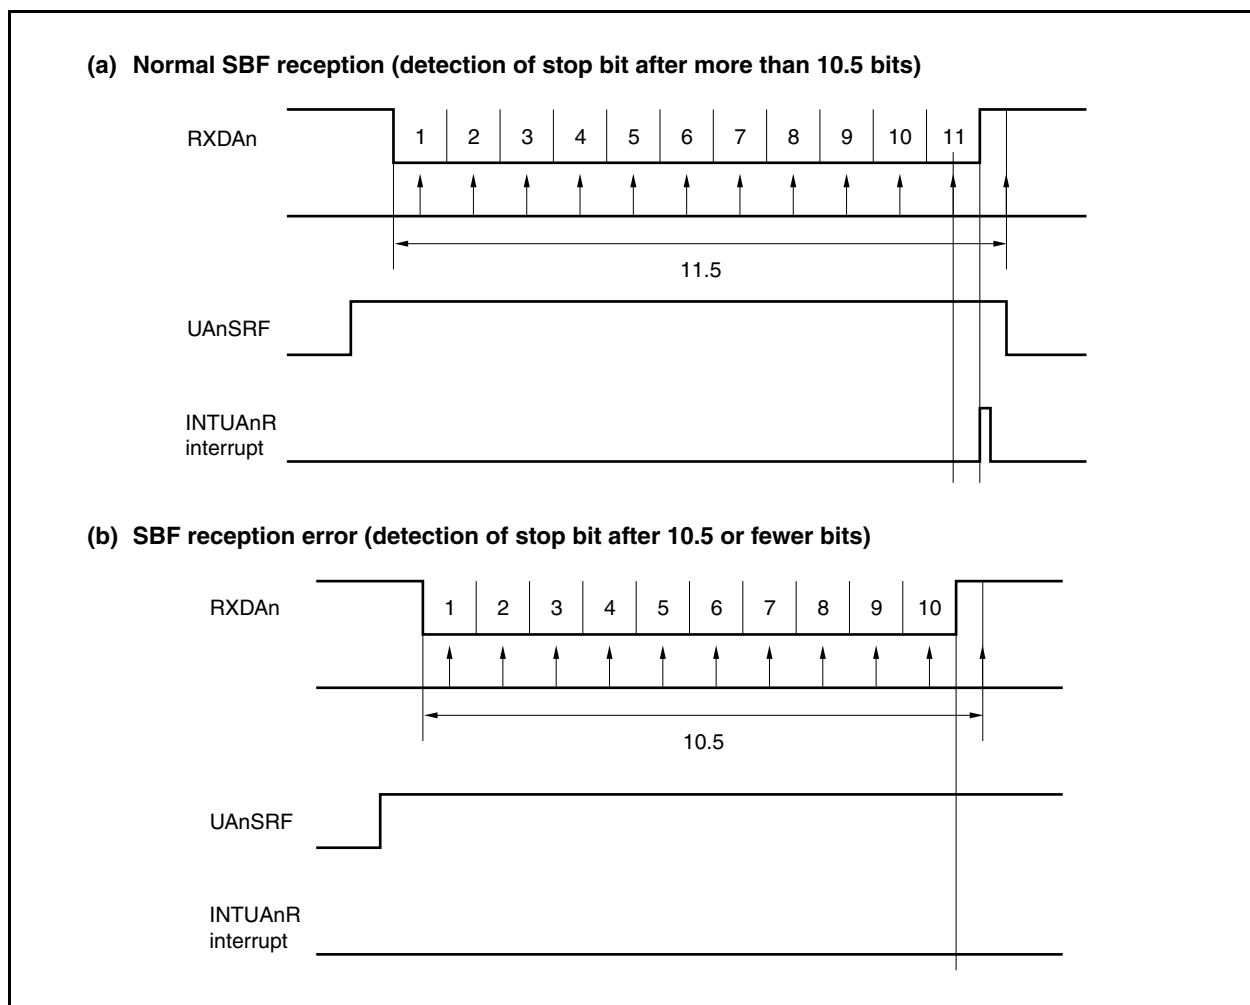 (a) Normal SBF reception (detection of stop bit after more than 10.5 bits)
RXDAn
1 2 3 4 5 6 7 8 9 10 11
11.5
UAnSRF
INTUAnR
interrupt
(b) SBF reception error (detection of stop bit after 10.5 or fewer bits)
RXDAn
1 2 3 4 5 6 7 8 9 10
10.5
UAnSRF
INTUAnR
interrupt